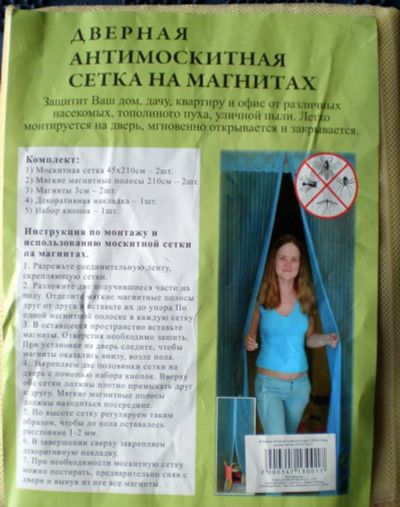 ДВЕРНАЯ
АНТИМОСКИТНАЯ
СЕТКА НА МАГНИТАХ
Защитит Ваш дом, дачу, квартиру и офис от различных
насекомых, тополиного пуха, уличной пыли. Легко
монтируется на дверь, мгновенно открывается и закрывается.
Комплект:
1) Москитная сетка 45х210см – 2шт.
2) Мягкие магнитные полосы 210см – 2шт.
3) Магниты 3см – 2шт.
4) Декоративная накладка – 1шт.
5) Набор кнопок – 1шт.
Инструкция по монтажу и
использованию москитной сетки
на магнитах.
1. Разрежьте соединительную ленту,
скрепляющую сетки.
2. Разложите две получившиеся части на
полу. Отделите мягкие магнитные полосы
друг от друга и вставьте их до упора По
одной магнитной полоске в каждую сетку
3. В оставшееся пространство вставьте
магниты. Отверстия необходимо зашить.
При установке на дверь следите, чтобы
магниты оказались внизу, возле пола.
4. Закрепляем две половинки сетки на
дверь с помощью набора кнопок. Вверху
обе сетки должны плотно примыкать друг
к другу. Мягкие магнитные полосы
должны находиться посередине.
5. По высоте сетку регулируем таким
образом, чтобы до пола оставалось
расстояние 1-2 мм.
6. В завершении сверху закрепляем
декоративную накладку.
7. При необходимости москитную сетку
можно постирать, предварительно сняв с
двери и вынув из нее все магниты.
2 000347 130017